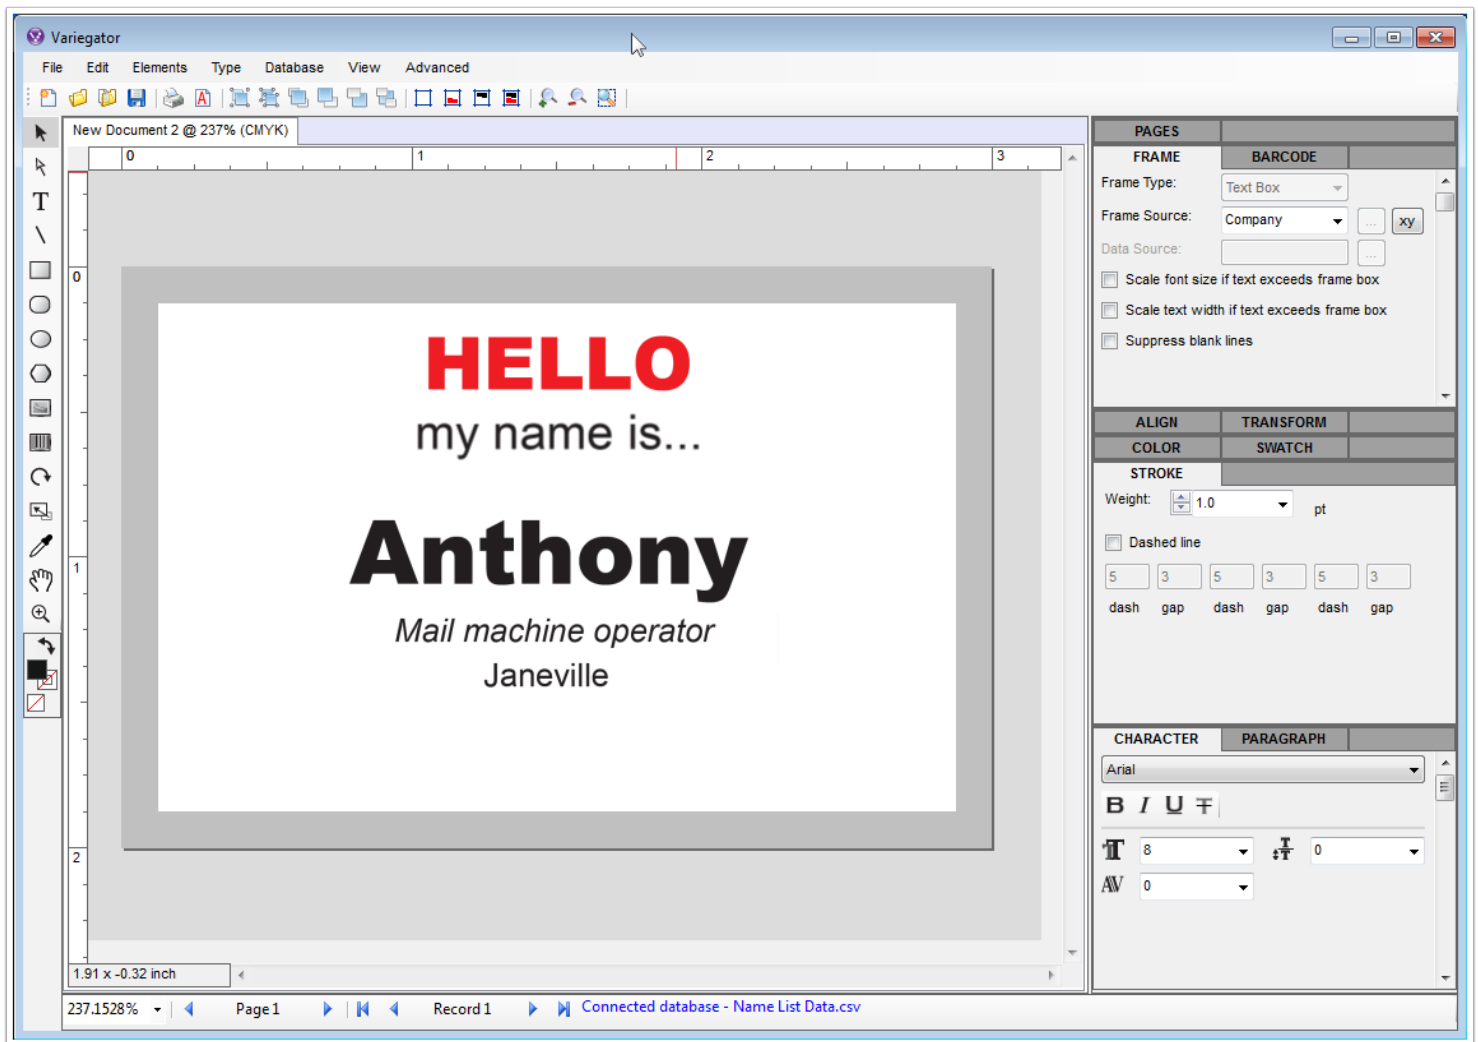 Variegator
File Edit Elements Type Database View Advanced
New Document 2 @ 237% (CMYK)
0 1 2 3
0
1
2
HELLO
my name is...
Anthony
Mail machine operator
Janeville
1.91 x -0.32 inch
237.1528% Page 1 Record 1 Connected database - Name List Data.csv
PAGES
FRAME BARCODE
Frame Type: Text Box
Frame Source: Company ... xy
Data Source: ...
Scale font size if text exceeds frame box
Scale text width if text exceeds frame box
Suppress blank lines
ALIGN TRANSFORM
COLOR SWATCH
STROKE
Weight: 1.0 pt
Dashed line
5 3 5 3 5 3
dash gap dash gap dash gap
CHARACTER PARAGRAPH
Arial
B I U T
8 0
AV 0